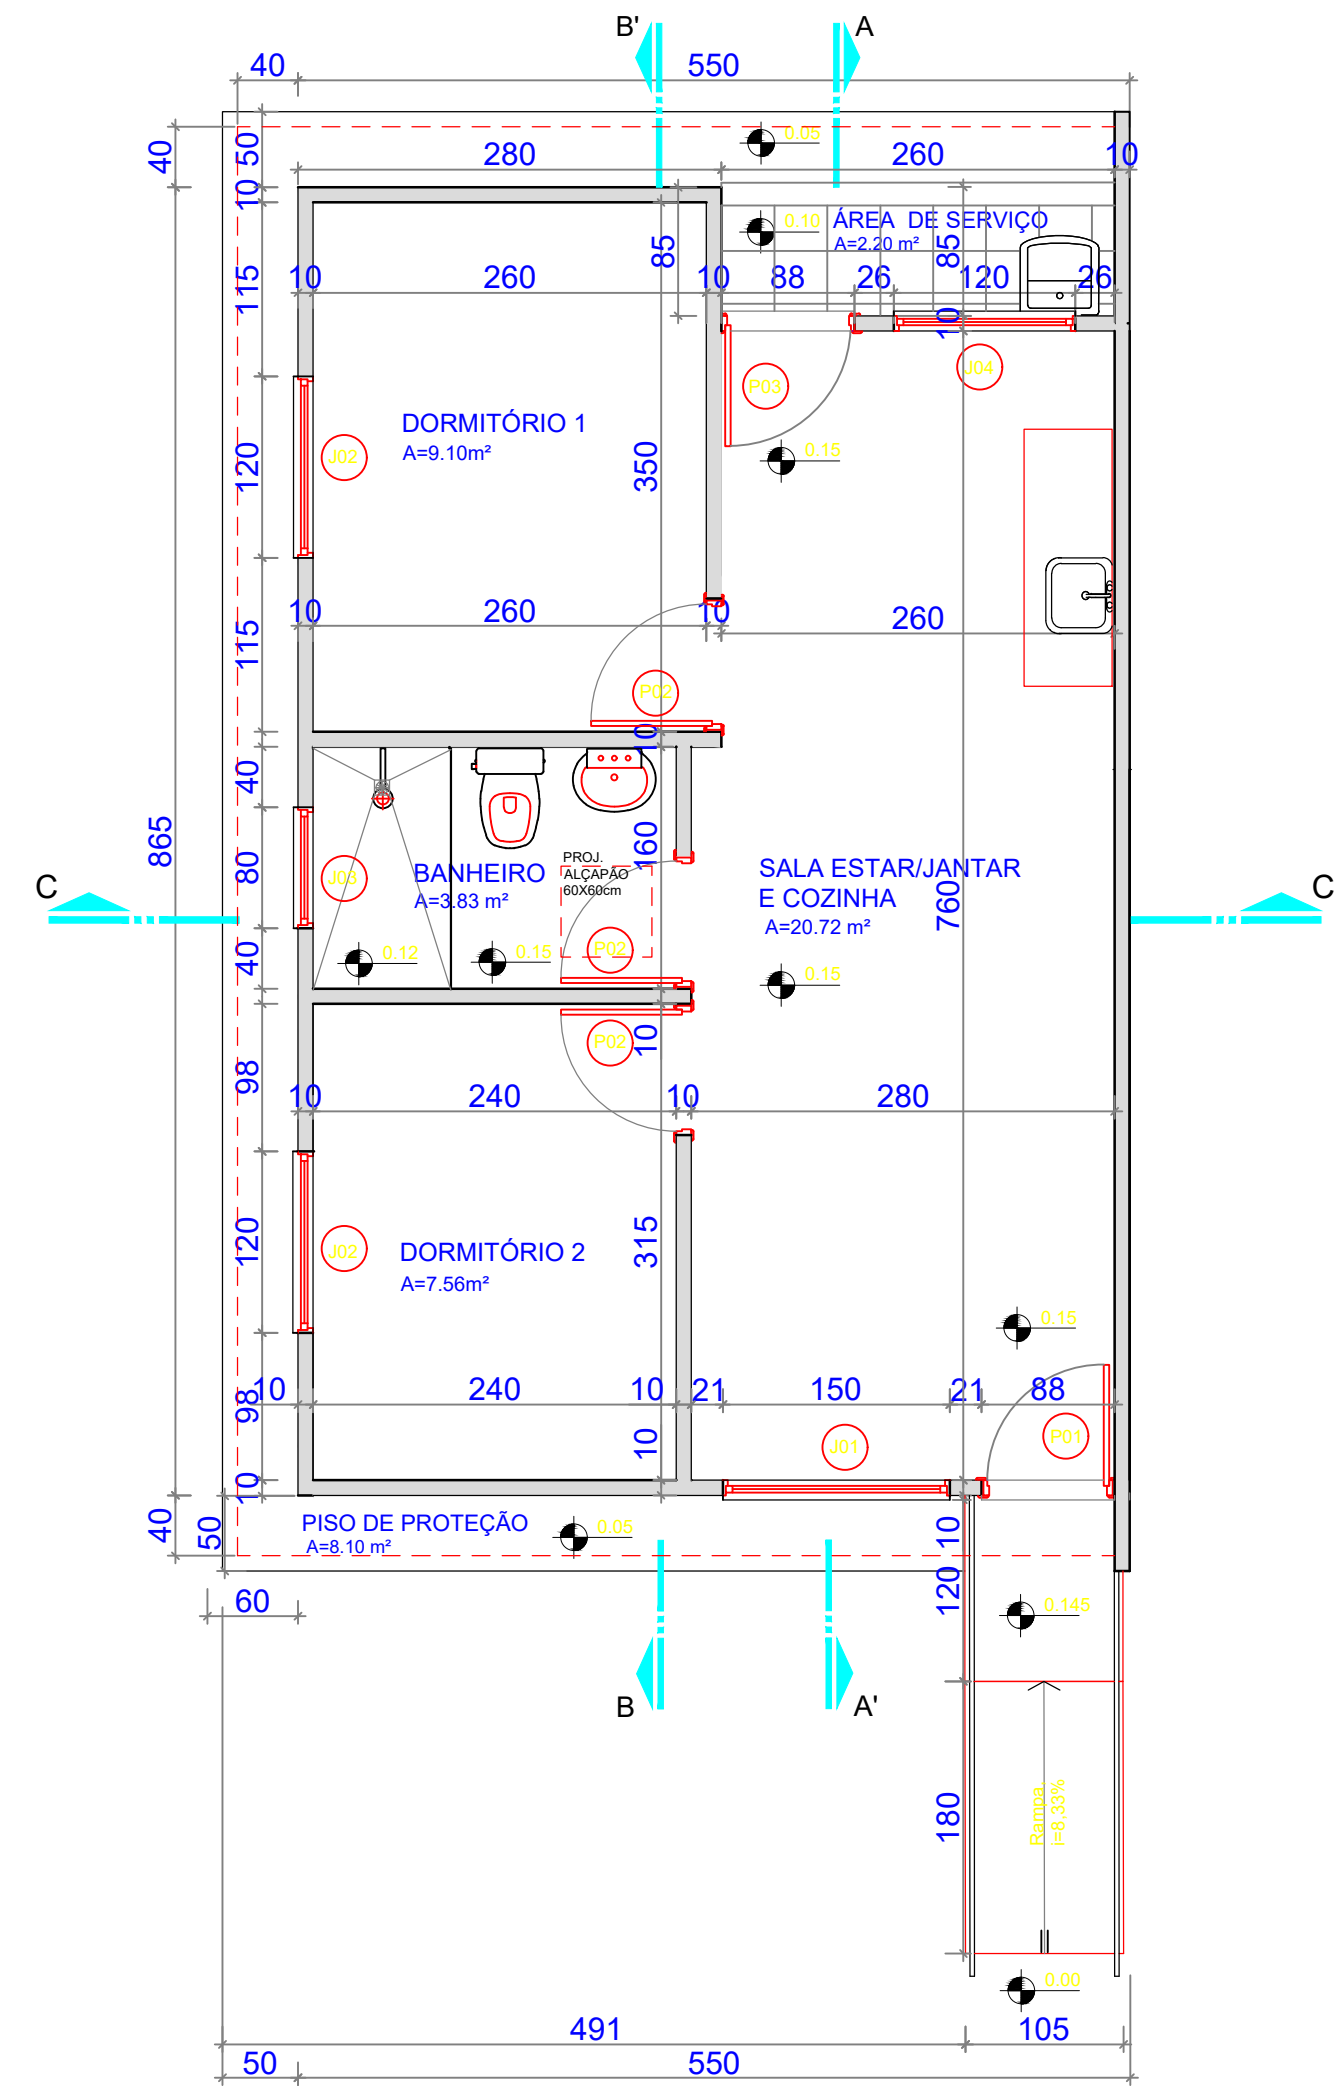 B'
A
40
550
40
50
280
0.05
260
10
10
85
0.10
ÁREA DE SERVIÇO
A=2.20 m²
85
115
10
260
10
88
26
120
26
10
P03
J04
DORMITÓRIO 1
A=9.10m²
120
J02
350
0.15
115
10
260
10
260
P02
10
40
865
80
J03
BANHEIRO
A=3.83 m²
PROJ.
ALÇAPÃO
60X60cm
160
SALA ESTAR/JANTAR
E COZINHA
A=20.72 m²
760
C
C
40
0.12
0.15
P02
0.15
10
P02
98
10
240
10
280
120
J02
DORMITÓRIO 2
A=7.56m²
315
0.15
98
10
240
10
21
150
21
88
10
J01
P01
10
40
50
PISO DE PROTEÇÃO
A=8.10 m²
0.05
10
60
120
0.145
B
A'
180
Rampa.
i=8,33%
0.00
491
105
50
550